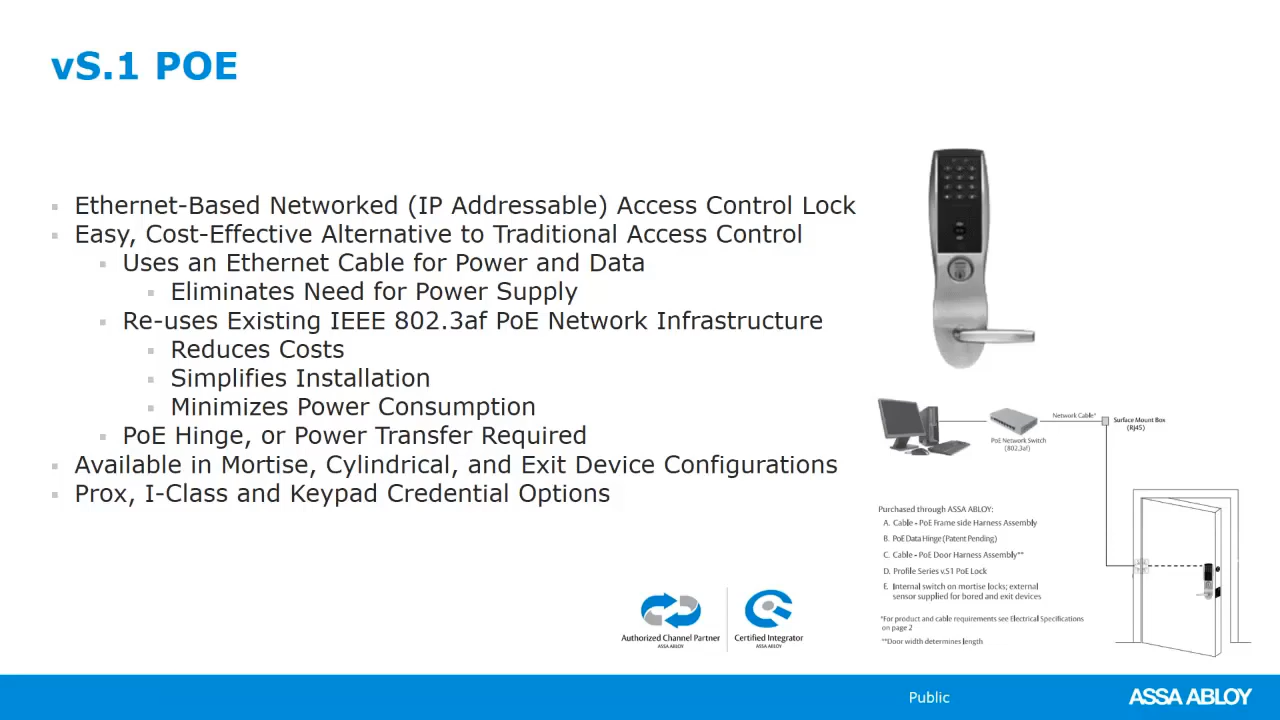 vS.1 POE
Ethernet-Based Networked (IP Addressable) Access Control Lock
Easy, Cost-Effective Alternative to Traditional Access Control
Uses an Ethernet Cable for Power and Data
Eliminates Need for Power Supply
Re-uses Existing IEEE 802.3af PoE Network Infrastructure
Reduces Costs
Simplifies Installation
Minimizes Power Consumption
PoE Hinge, or Power Transfer Required
Available in Mortise, Cylindrical, and Exit Device Configurations
Prox, I-Class and Keypad Credential Options
Network Cable*
Surface Mount Box
(RJ45)
PoE Network Switch
(802.3af)
Purchased through ASSA ABLOY:
A. Cable - PoE Frame side Harness Assembly
B. PoE Data Hinge (Patent Pending)
C. Cable - PoE Door Harness Assembly**
D. Profile Series v.S1 PoE Lock
E. Internal switch on mortise locks; external
sensor supplied for bored and exit devices
*For product and cable requirements see Electrical Specifications
on page 2
**Door width determines length
Authorized Channel Partner
ASSA ABLOY
Certified Integrator
ASSA ABLOY
Public
ASSA ABLOY